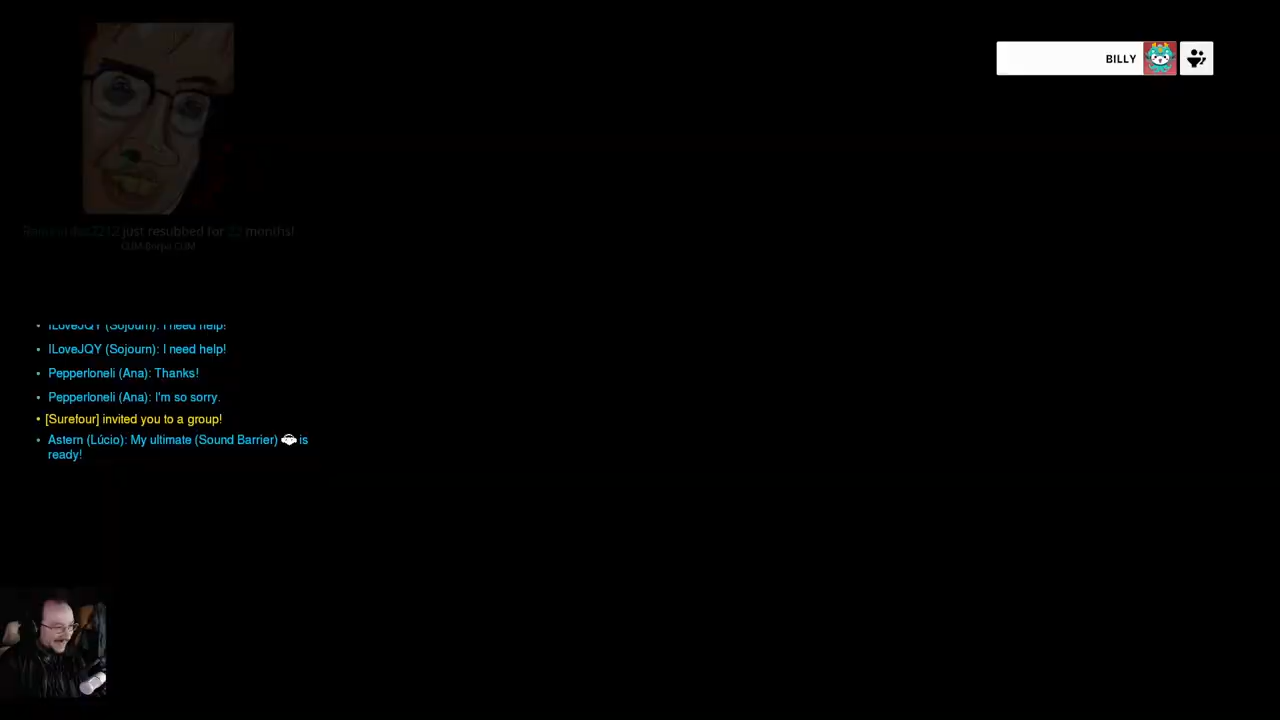 BILLY
just resubbed for 22 months!
ILoveJQY (Sojourn): I need help!
ILoveJQY (Sojourn): I need help!
Pepperloneli (Ana): Thanks!
Pepperloneli (Ana): I'm so sorry.
[Surefour] invited you to a group!
Astern (Lúcio): My ultimate (Sound Barrier) is
ready!